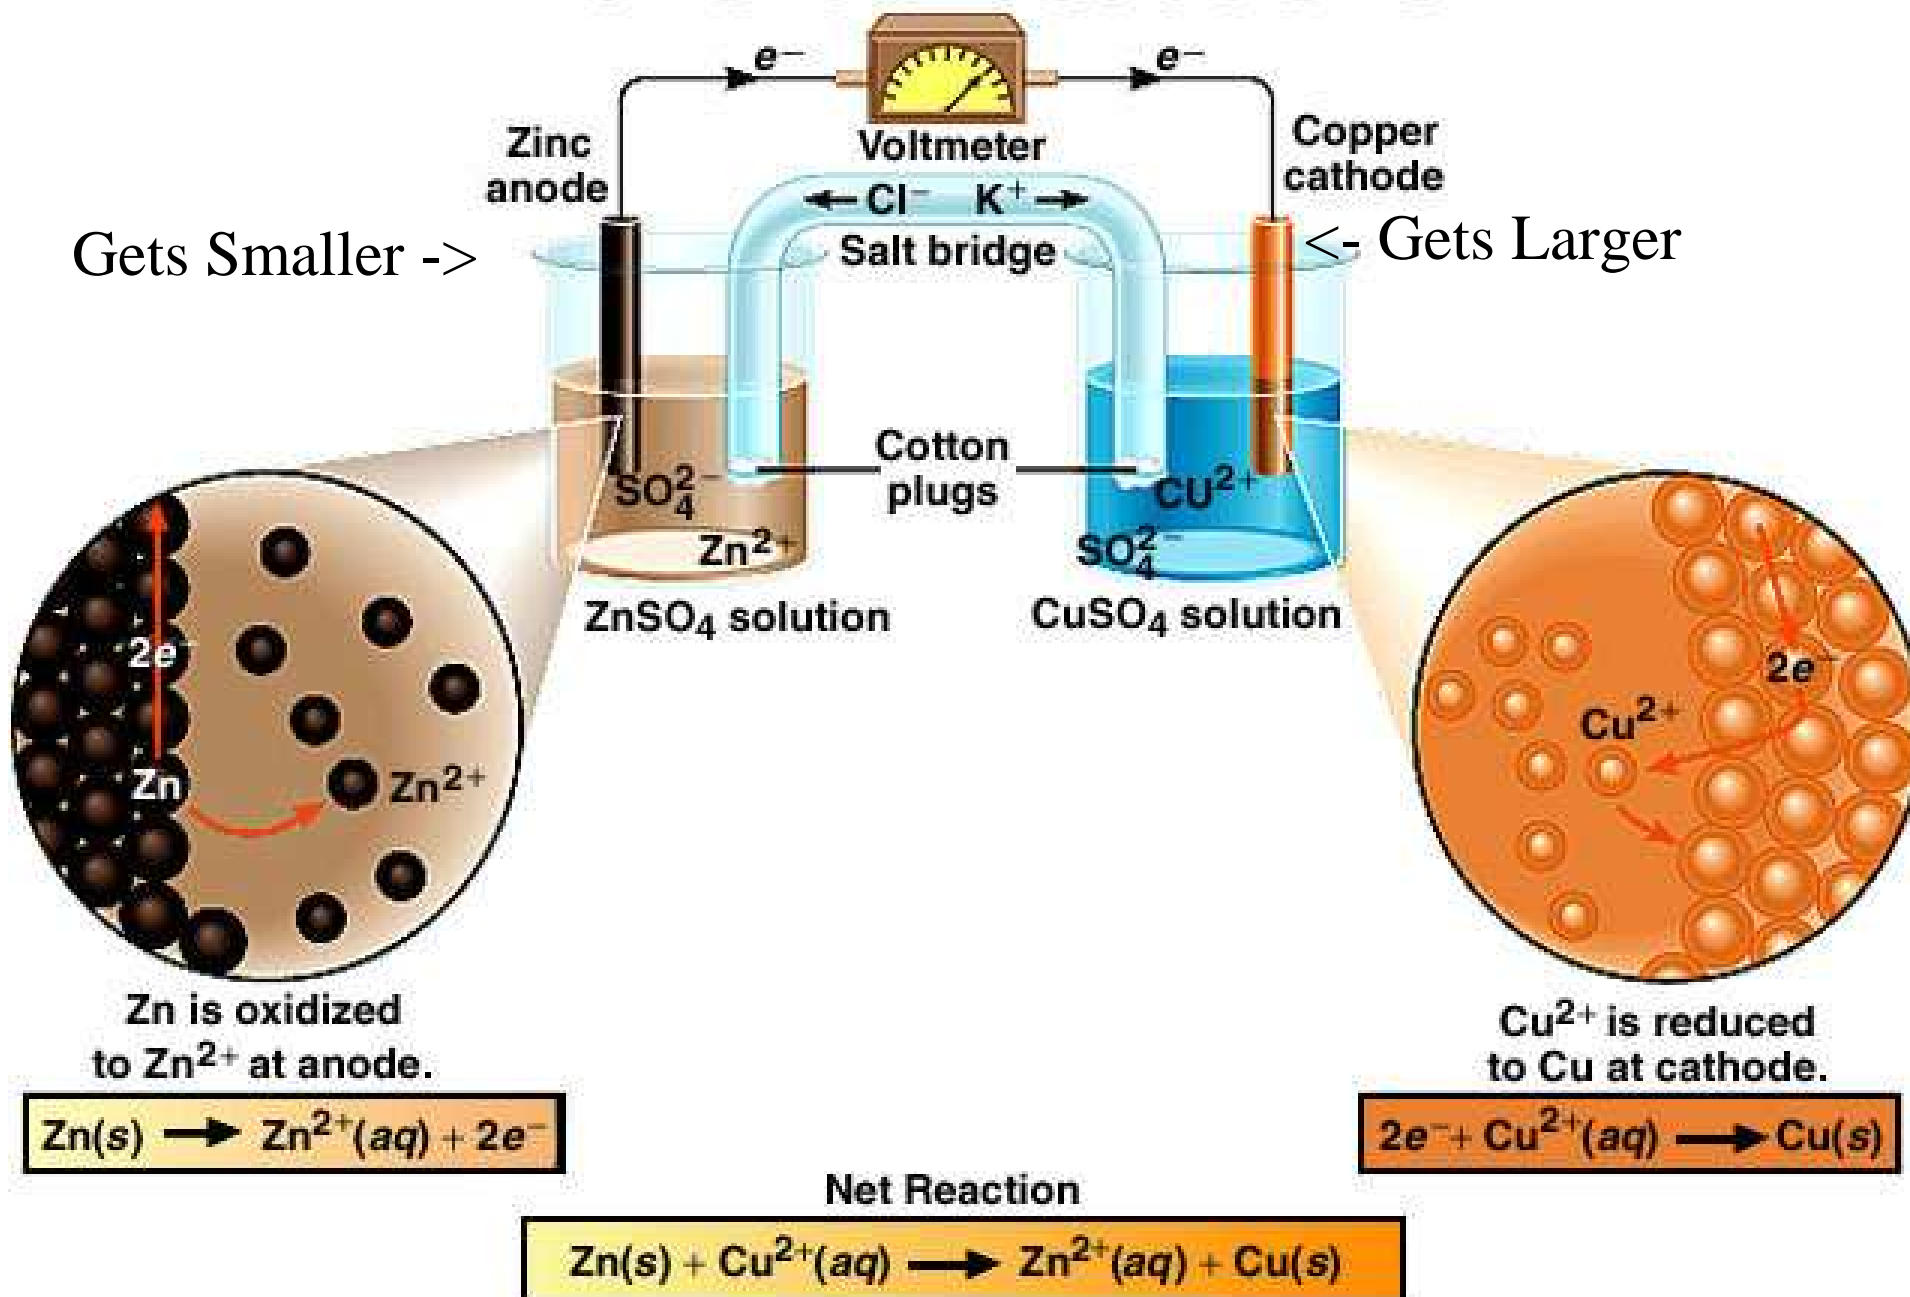 e⁻
e⁻
Zinc
anode
Voltmeter
Copper
cathode
← Cl⁻ K⁺ →
Salt bridge
Gets Smaller ->
<- Gets Larger
Cotton
plugs
SO₄²⁻
Zn²⁺
CU²⁺
SO₄²⁻
ZnSO₄ solution
CuSO₄ solution
2e⁻
Zn
Zn²⁺
2e⁻
Cu²⁺
Zn is oxidized
to Zn²⁺ at anode.
Cu²⁺ is reduced
to Cu at cathode.
Zn(s) → Zn²⁺(aq) + 2e⁻
2e⁻ + Cu²⁺(aq) → Cu(s)
Net Reaction
Zn(s) + Cu²⁺(aq) → Zn²⁺(aq) + Cu(s)